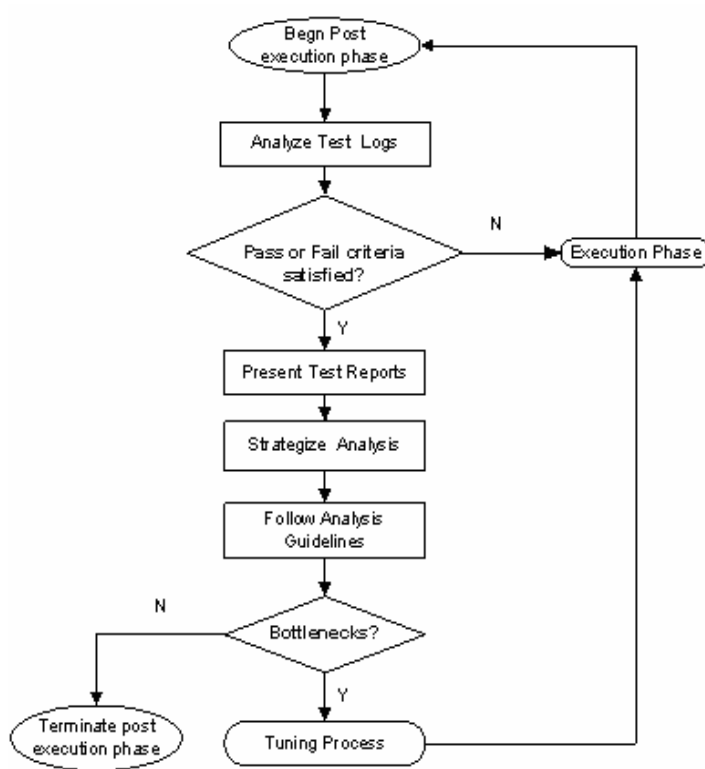 Begn Post
execution phase
Analyze Test Logs
N
Pass or Fail criteria
satisfied?
Execution Phase
Y
Present Test Reports
Strategize Analysis
Follow Analysis
Guidelines
N
Bottlenecks?
Y
Terminate post
execution phase
Tuning Process